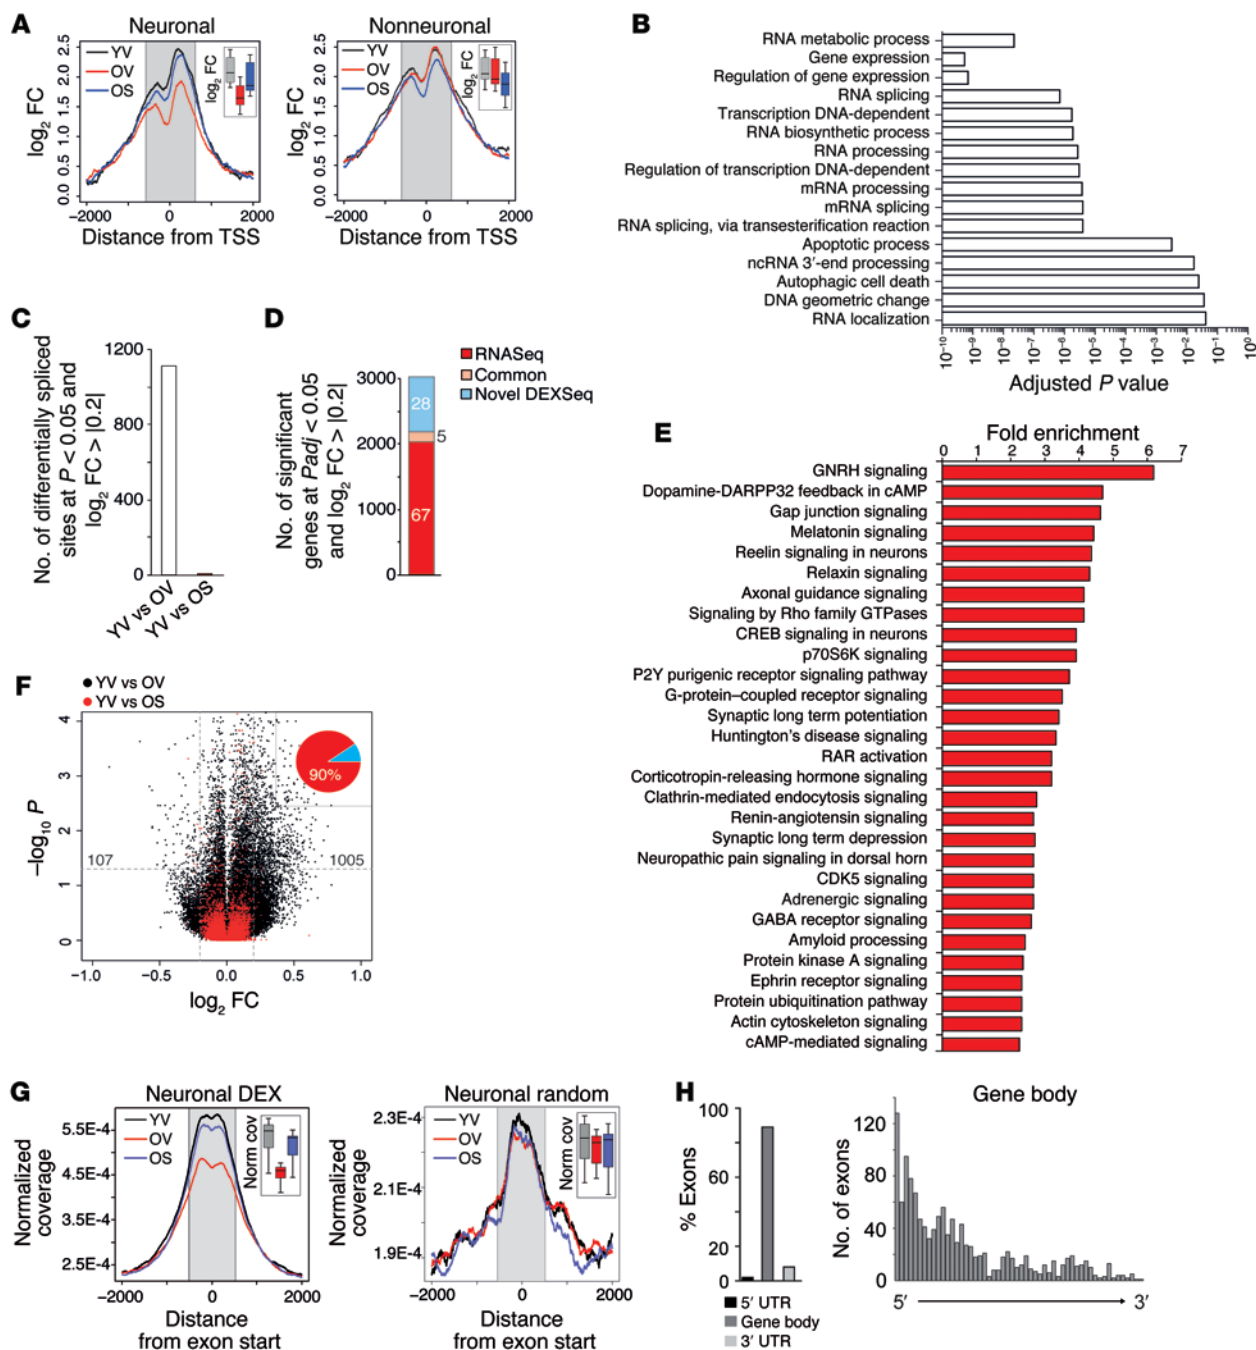 A
Neuronal
Nonneuronal
YV
OV
OS
log2 FC
log2 FC
2.5
2.0
1.5
1.0
0.5
0.0
−2000
0
2000
Distance from TSS
YV
OV
OS
log2 FC
log2 FC
2.5
2.0
1.5
1.0
0.5
0.0
−2000
0
2000
Distance from TSS
B
RNA metabolic process
Gene expression
Regulation of gene expression
RNA splicing
Transcription DNA-dependent
RNA biosynthetic process
RNA processing
Regulation of transcription DNA-dependent
mRNA processing
mRNA splicing
RNA splicing, via transesterification reaction
Apoptotic process
ncRNA 3′-end processing
Autophagic cell death
DNA geometric change
RNA localization
10−10
10−9
10−8
10−7
10−6
10−5
10−4
10−3
10−2
10−1
100
Adjusted P value
C
No. of differentially spliced
sites at P < 0.05 and
log2 FC > |0.2|
1200
800
400
0
YV vs OV
YV vs OS
D
RNASeq
Common
Novel DEXSeq
No. of significant
genes at Padj < 0.05
and log2 FC > |0.2|
3000
2000
1000
0
28
5
67
E
Fold enrichment
0 1 2 3 4 5 6 7
GNRH signaling
Dopamine-DARPP32 feedback in cAMP
Gap junction signaling
Melatonin signaling
Reelin signaling in neurons
Relaxin signaling
Axonal guidance signaling
Signaling by Rho family GTPases
CREB signaling in neurons
p70S6K signaling
P2Y purigenic receptor signaling pathway
G-protein–coupled receptor signaling
Synaptic long term potentiation
Huntington's disease signaling
RAR activation
Corticotropin-releasing hormone signaling
Clathrin-mediated endocytosis signaling
Renin-angiotensin signaling
Synaptic long term depression
Neuropathic pain signaling in dorsal horn
CDK5 signaling
Adrenergic signaling
GABA receptor signaling
Amyloid processing
Protein kinase A signaling
Ephrin receptor signaling
Protein ubiquitination pathway
Actin cytoskeleton signaling
cAMP-mediated signaling
F
YV vs OV
YV vs OS
−log10 P
4
3
2
1
0
90%
107
1005
−1.0
−0.5
0.0
0.5
1.0
log2 FC
G
Neuronal DEX
Neuronal random
YV
OV
OS
Norm cov
Normalized
coverage
5.5E-4
4.5E-4
3.5E-4
2.5E-4
−2000
0
2000
Distance
from exon start
YV
OV
OS
Norm cov
Normalized
coverage
2.3E-4
2.1E-4
1.9E-4
−2000
0
2000
Distance
from exon start
H
% Exons
100
80
60
40
20
0
5′ UTR
Gene body
3′ UTR
Gene body
No. of exons
120
80
40
0
5′
3′